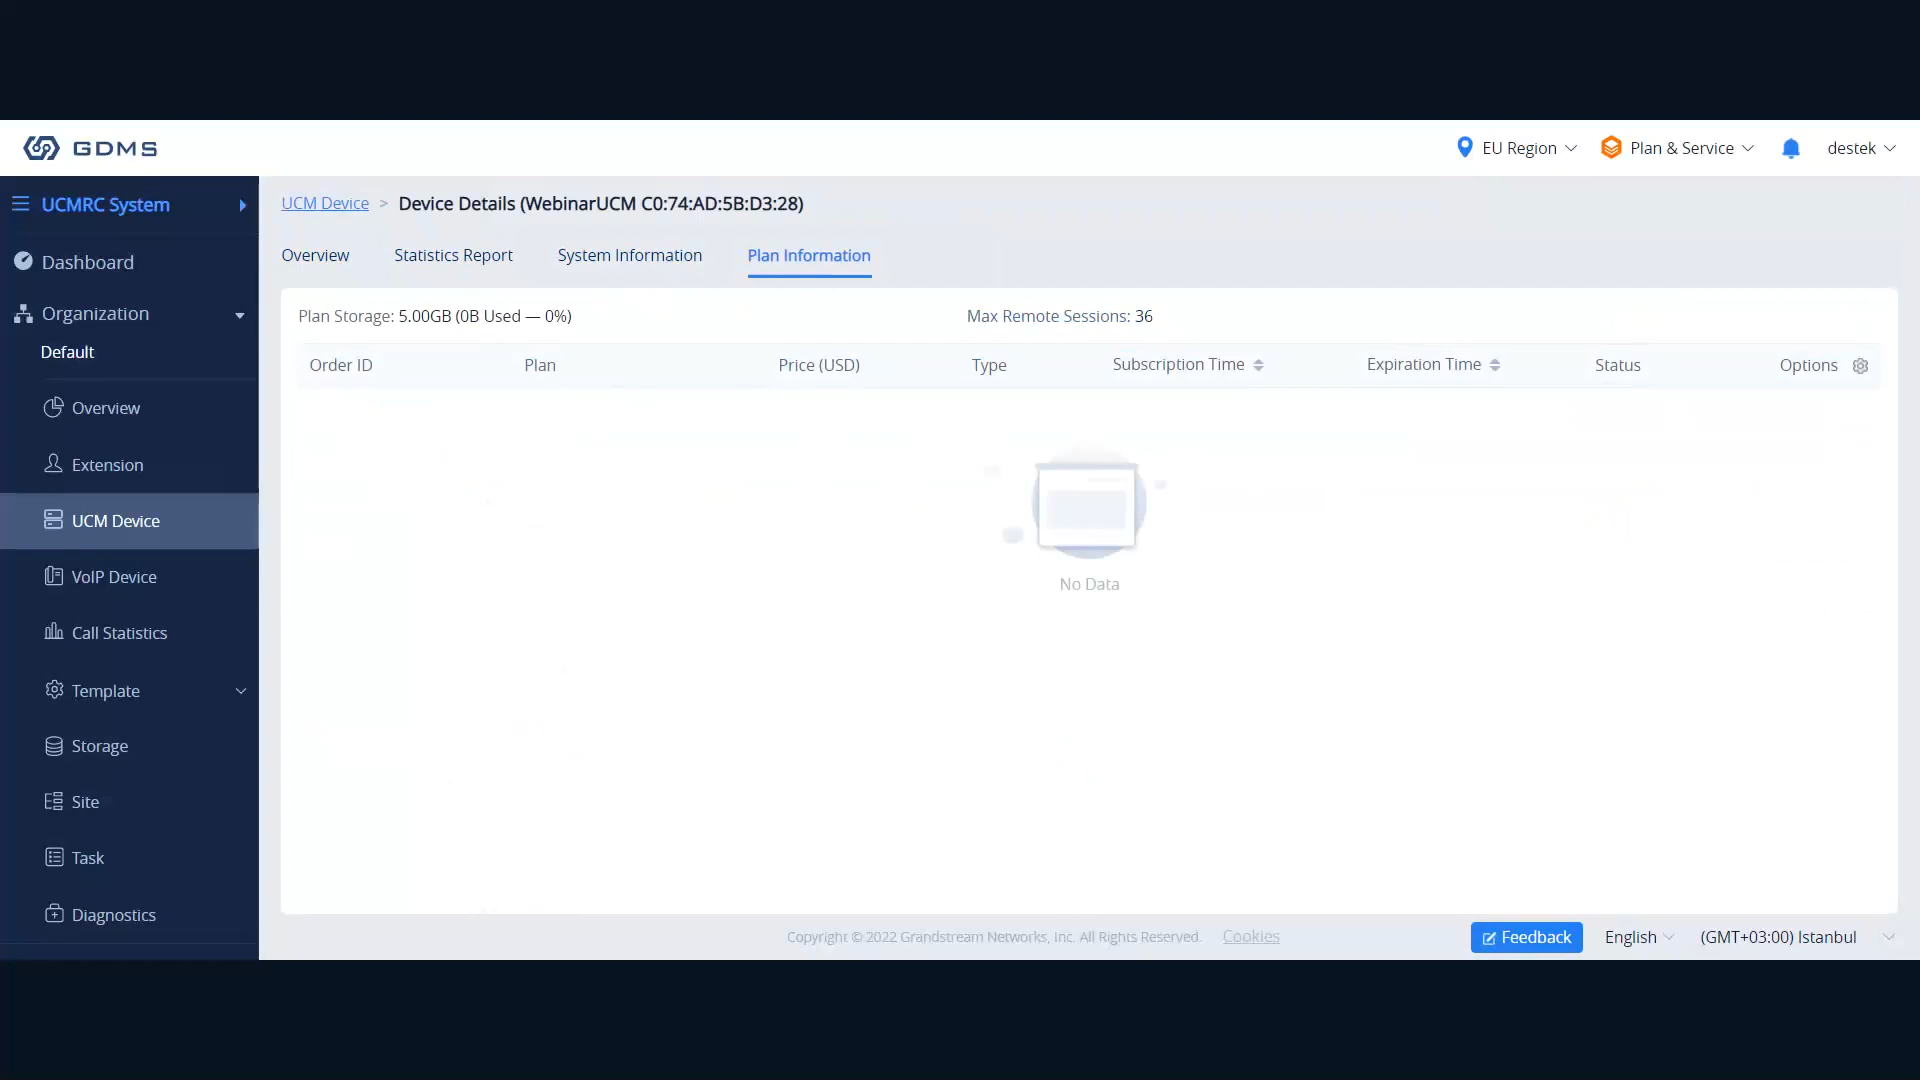 GDMS
EU Region
Plan & Service
destek
UCMRC System
UCM Device > Device Details (WebinarUCM C0:74:AD:5B:D3:28)
Dashboard
Overview Statistics Report System Information Plan Information
Organization
Default
Plan Storage: 5.00GB (0B Used — 0%) Max Remote Sessions: 36
Order ID Plan Price (USD) Type Subscription Time Expiration Time Status Options
Overview
Extension
UCM Device
VoIP Device
Call Statistics
Template
Storage
Site
Task
Diagnostics
No Data
Copyright © 2022 Grandstream Networks, Inc. All Rights Reserved. Cookies
Feedback
English
(GMT+03:00) Istanbul